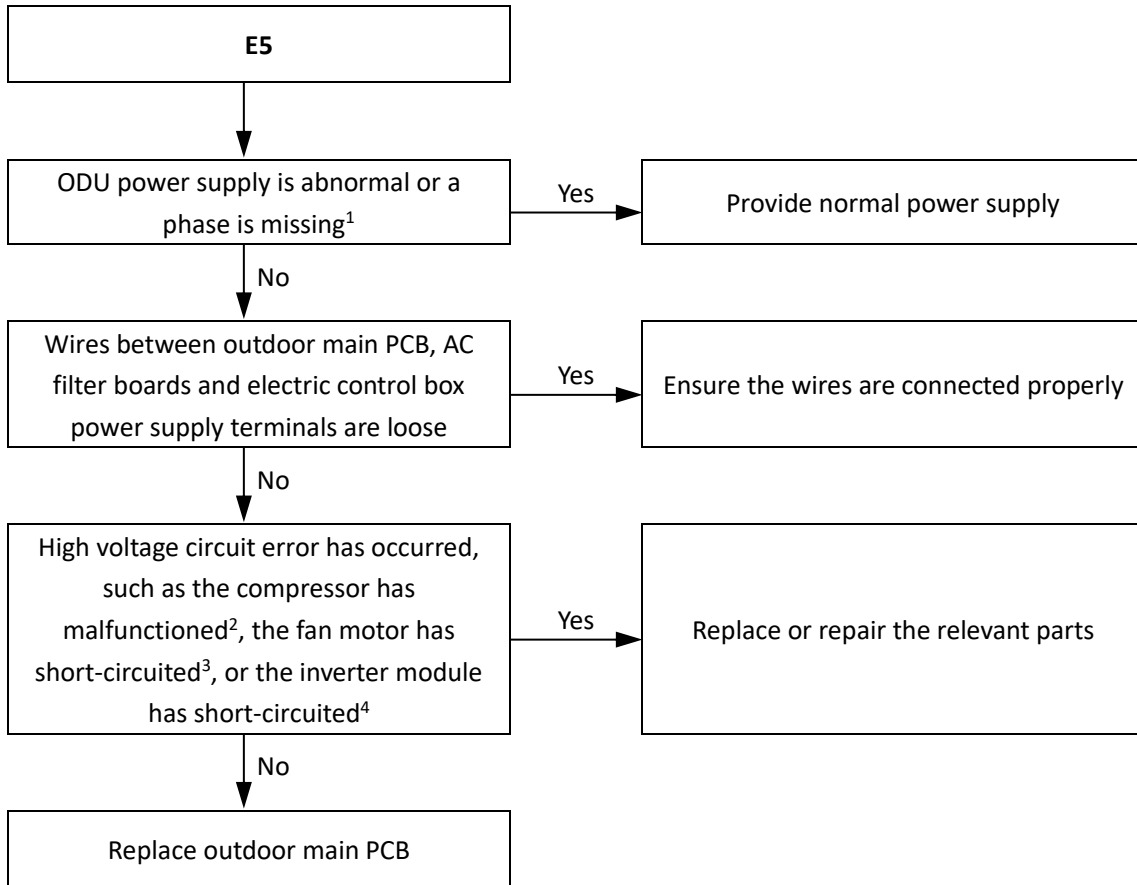 E5
ODU power supply is abnormal or a
phase is missing¹
Yes
Provide normal power supply
No
Wires between outdoor main PCB, AC
filter boards and electric control box
power supply terminals are loose
Yes
Ensure the wires are connected properly
No
High voltage circuit error has occurred,
such as the compressor has
malfunctioned², the fan motor has
short-circuited³, or the inverter module
has short-circuited⁴
Yes
Replace or repair the relevant parts
No
Replace outdoor main PCB